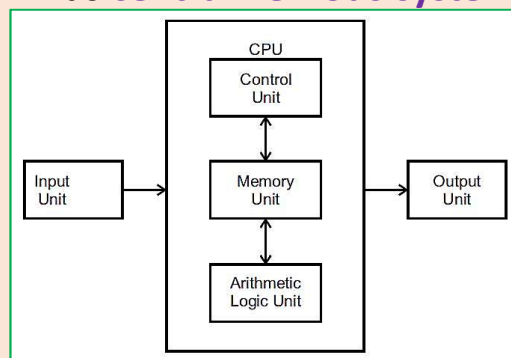 CPU
Control
Unit
Input
Unit
Memory
Unit
Output
Unit
Arithmetic
Logic Unit